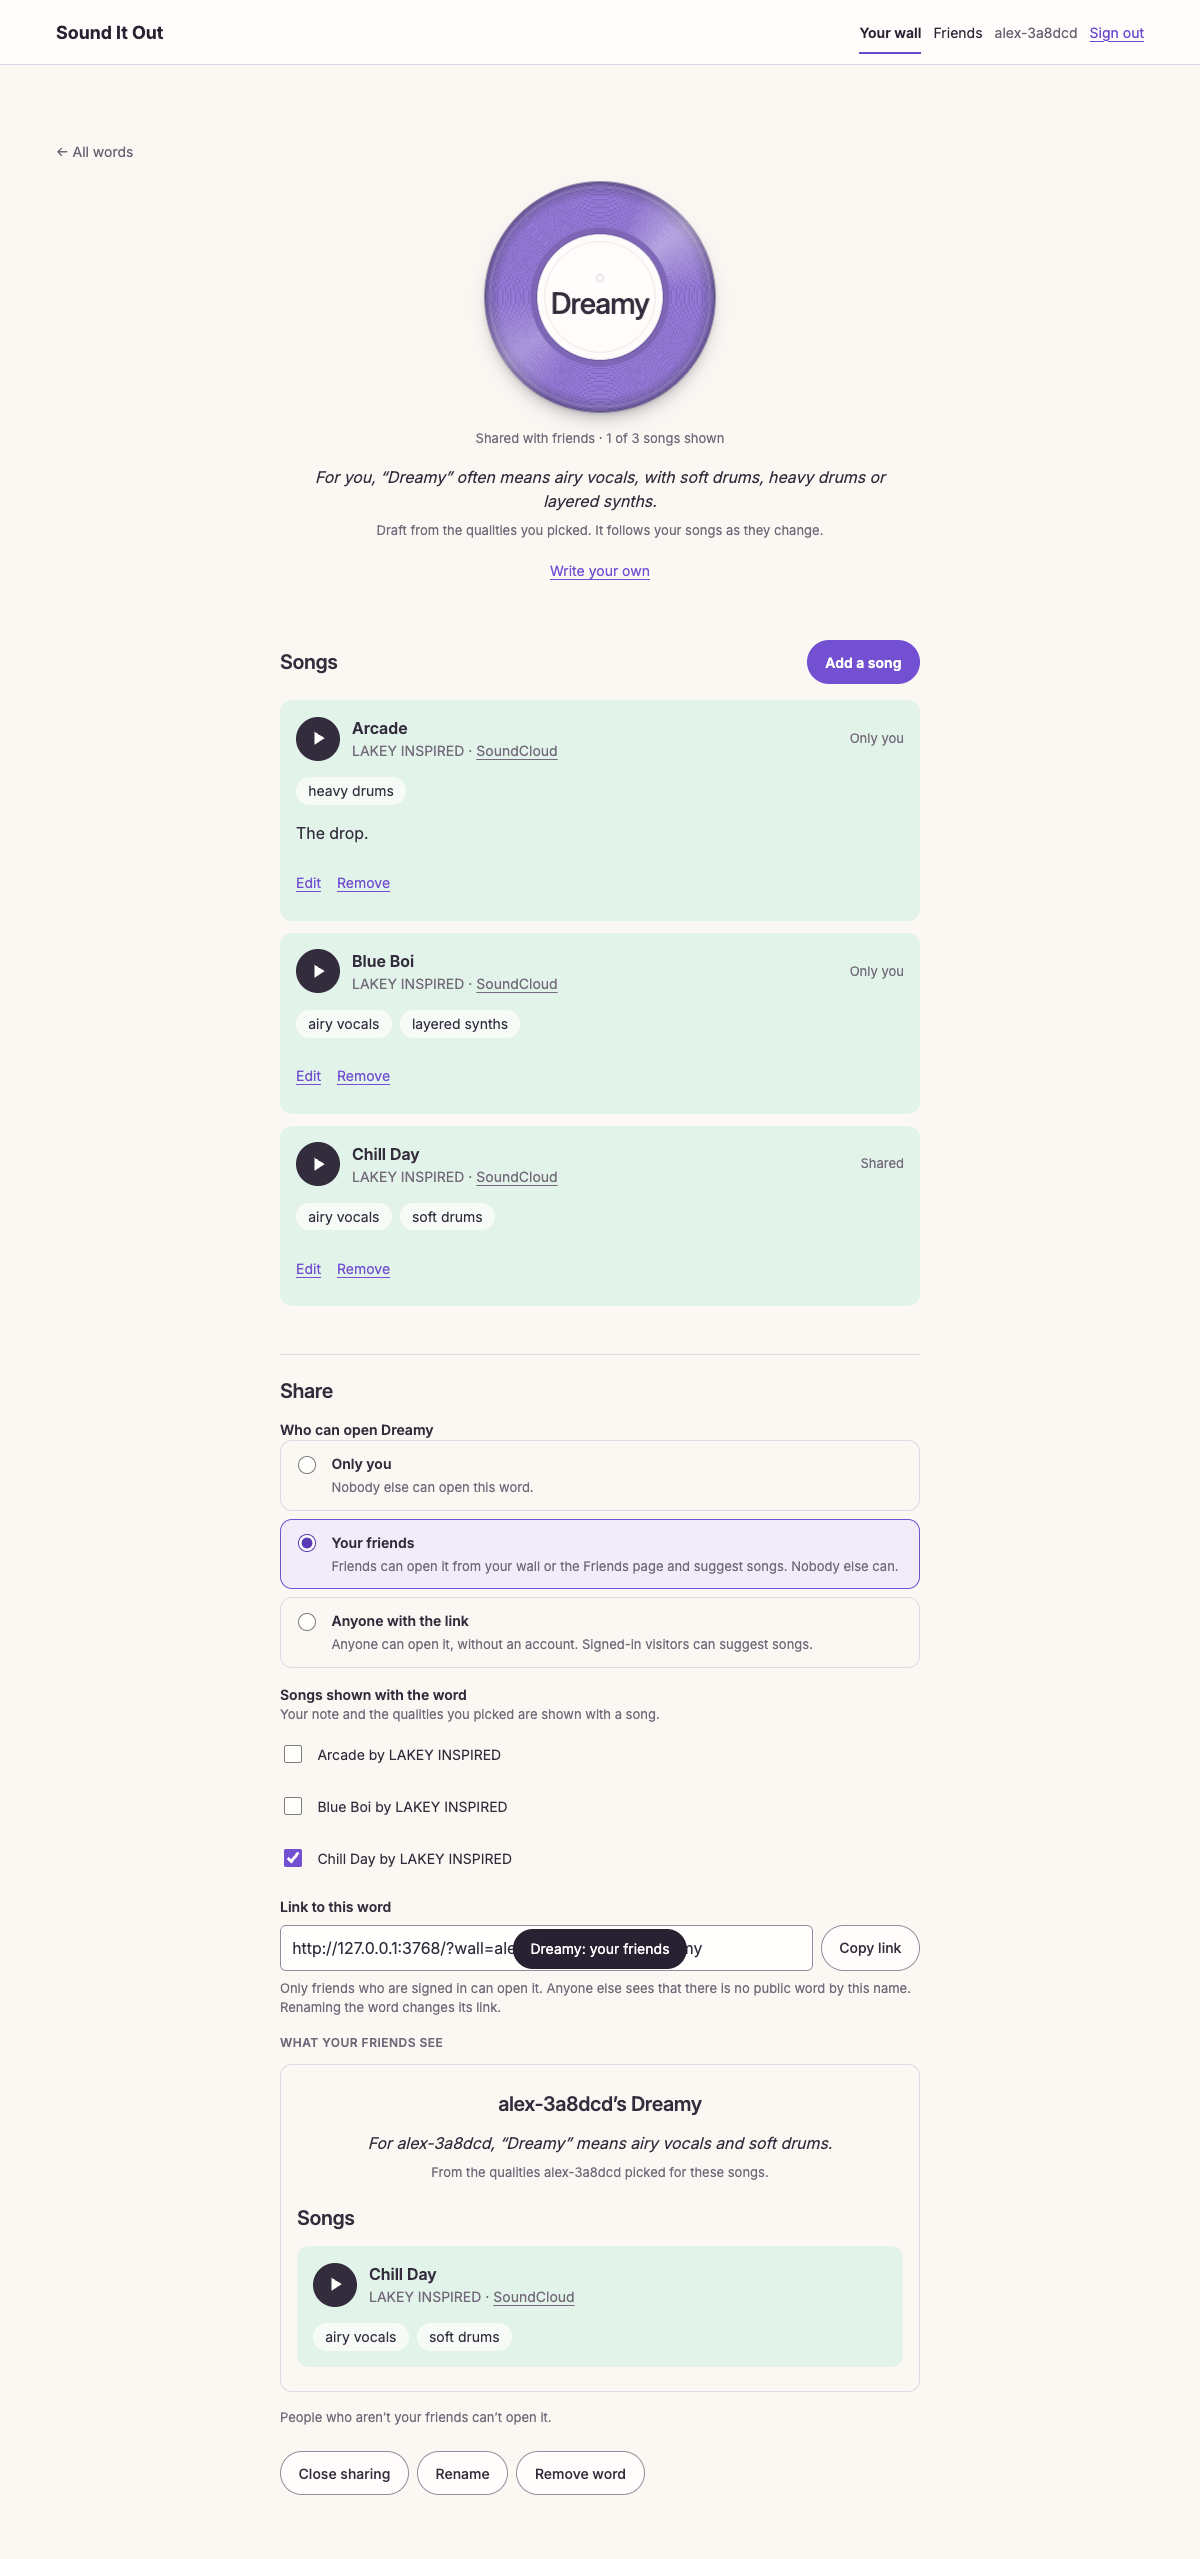 Sound It Out
Your wall Friends alex-3a8dcd Sign out
← All words
Dreamy
Shared with friends · 1 of 3 songs shown
For you, “Dreamy” often means airy vocals, with soft drums, heavy drums or
layered synths.
Draft from the qualities you picked. It follows your songs as they change.
Write your own
Songs
Add a song
Arcade
LAKEY INSPIRED · SoundCloud
Only you
heavy drums
The drop.
Edit Remove
Blue Boi
LAKEY INSPIRED · SoundCloud
Only you
airy vocals layered synths
Edit Remove
Chill Day
LAKEY INSPIRED · SoundCloud
Shared
airy vocals soft drums
Edit Remove
Share
Who can open Dreamy
Only you
Nobody else can open this word.
Your friends
Friends can open it from your wall or the Friends page and suggest songs. Nobody else can.
Anyone with the link
Anyone can open it, without an account. Signed-in visitors can suggest songs.
Songs shown with the word
Your note and the qualities you picked are shown with a song.
Arcade by LAKEY INSPIRED
Blue Boi by LAKEY INSPIRED
Chill Day by LAKEY INSPIRED
Link to this word
http://127.0.0.1:3768/?wall=ale
Dreamy: your friends
my
Copy link
Only friends who are signed in can open it. Anyone else sees that there is no public word by this name.
Renaming the word changes its link.
WHAT YOUR FRIENDS SEE
alex-3a8dcd’s Dreamy
For alex-3a8dcd, “Dreamy” means airy vocals and soft drums.
From the qualities alex-3a8dcd picked for these songs.
Songs
Chill Day
LAKEY INSPIRED · SoundCloud
airy vocals soft drums
People who aren’t your friends can’t open it.
Close sharing Rename Remove word